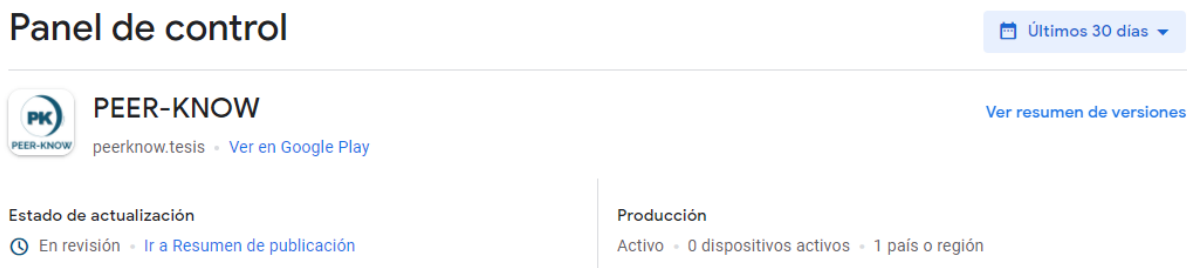 Panel de control
Últimos 30 días
PK
PEER-KNOW
PEER-KNOW
Ver resumen de versiones
peerknow.tesis • Ver en Google Play
Estado de actualización
En revisión • Ir a Resumen de publicación
Producción
Activo • 0 dispositivos activos • 1 país o región